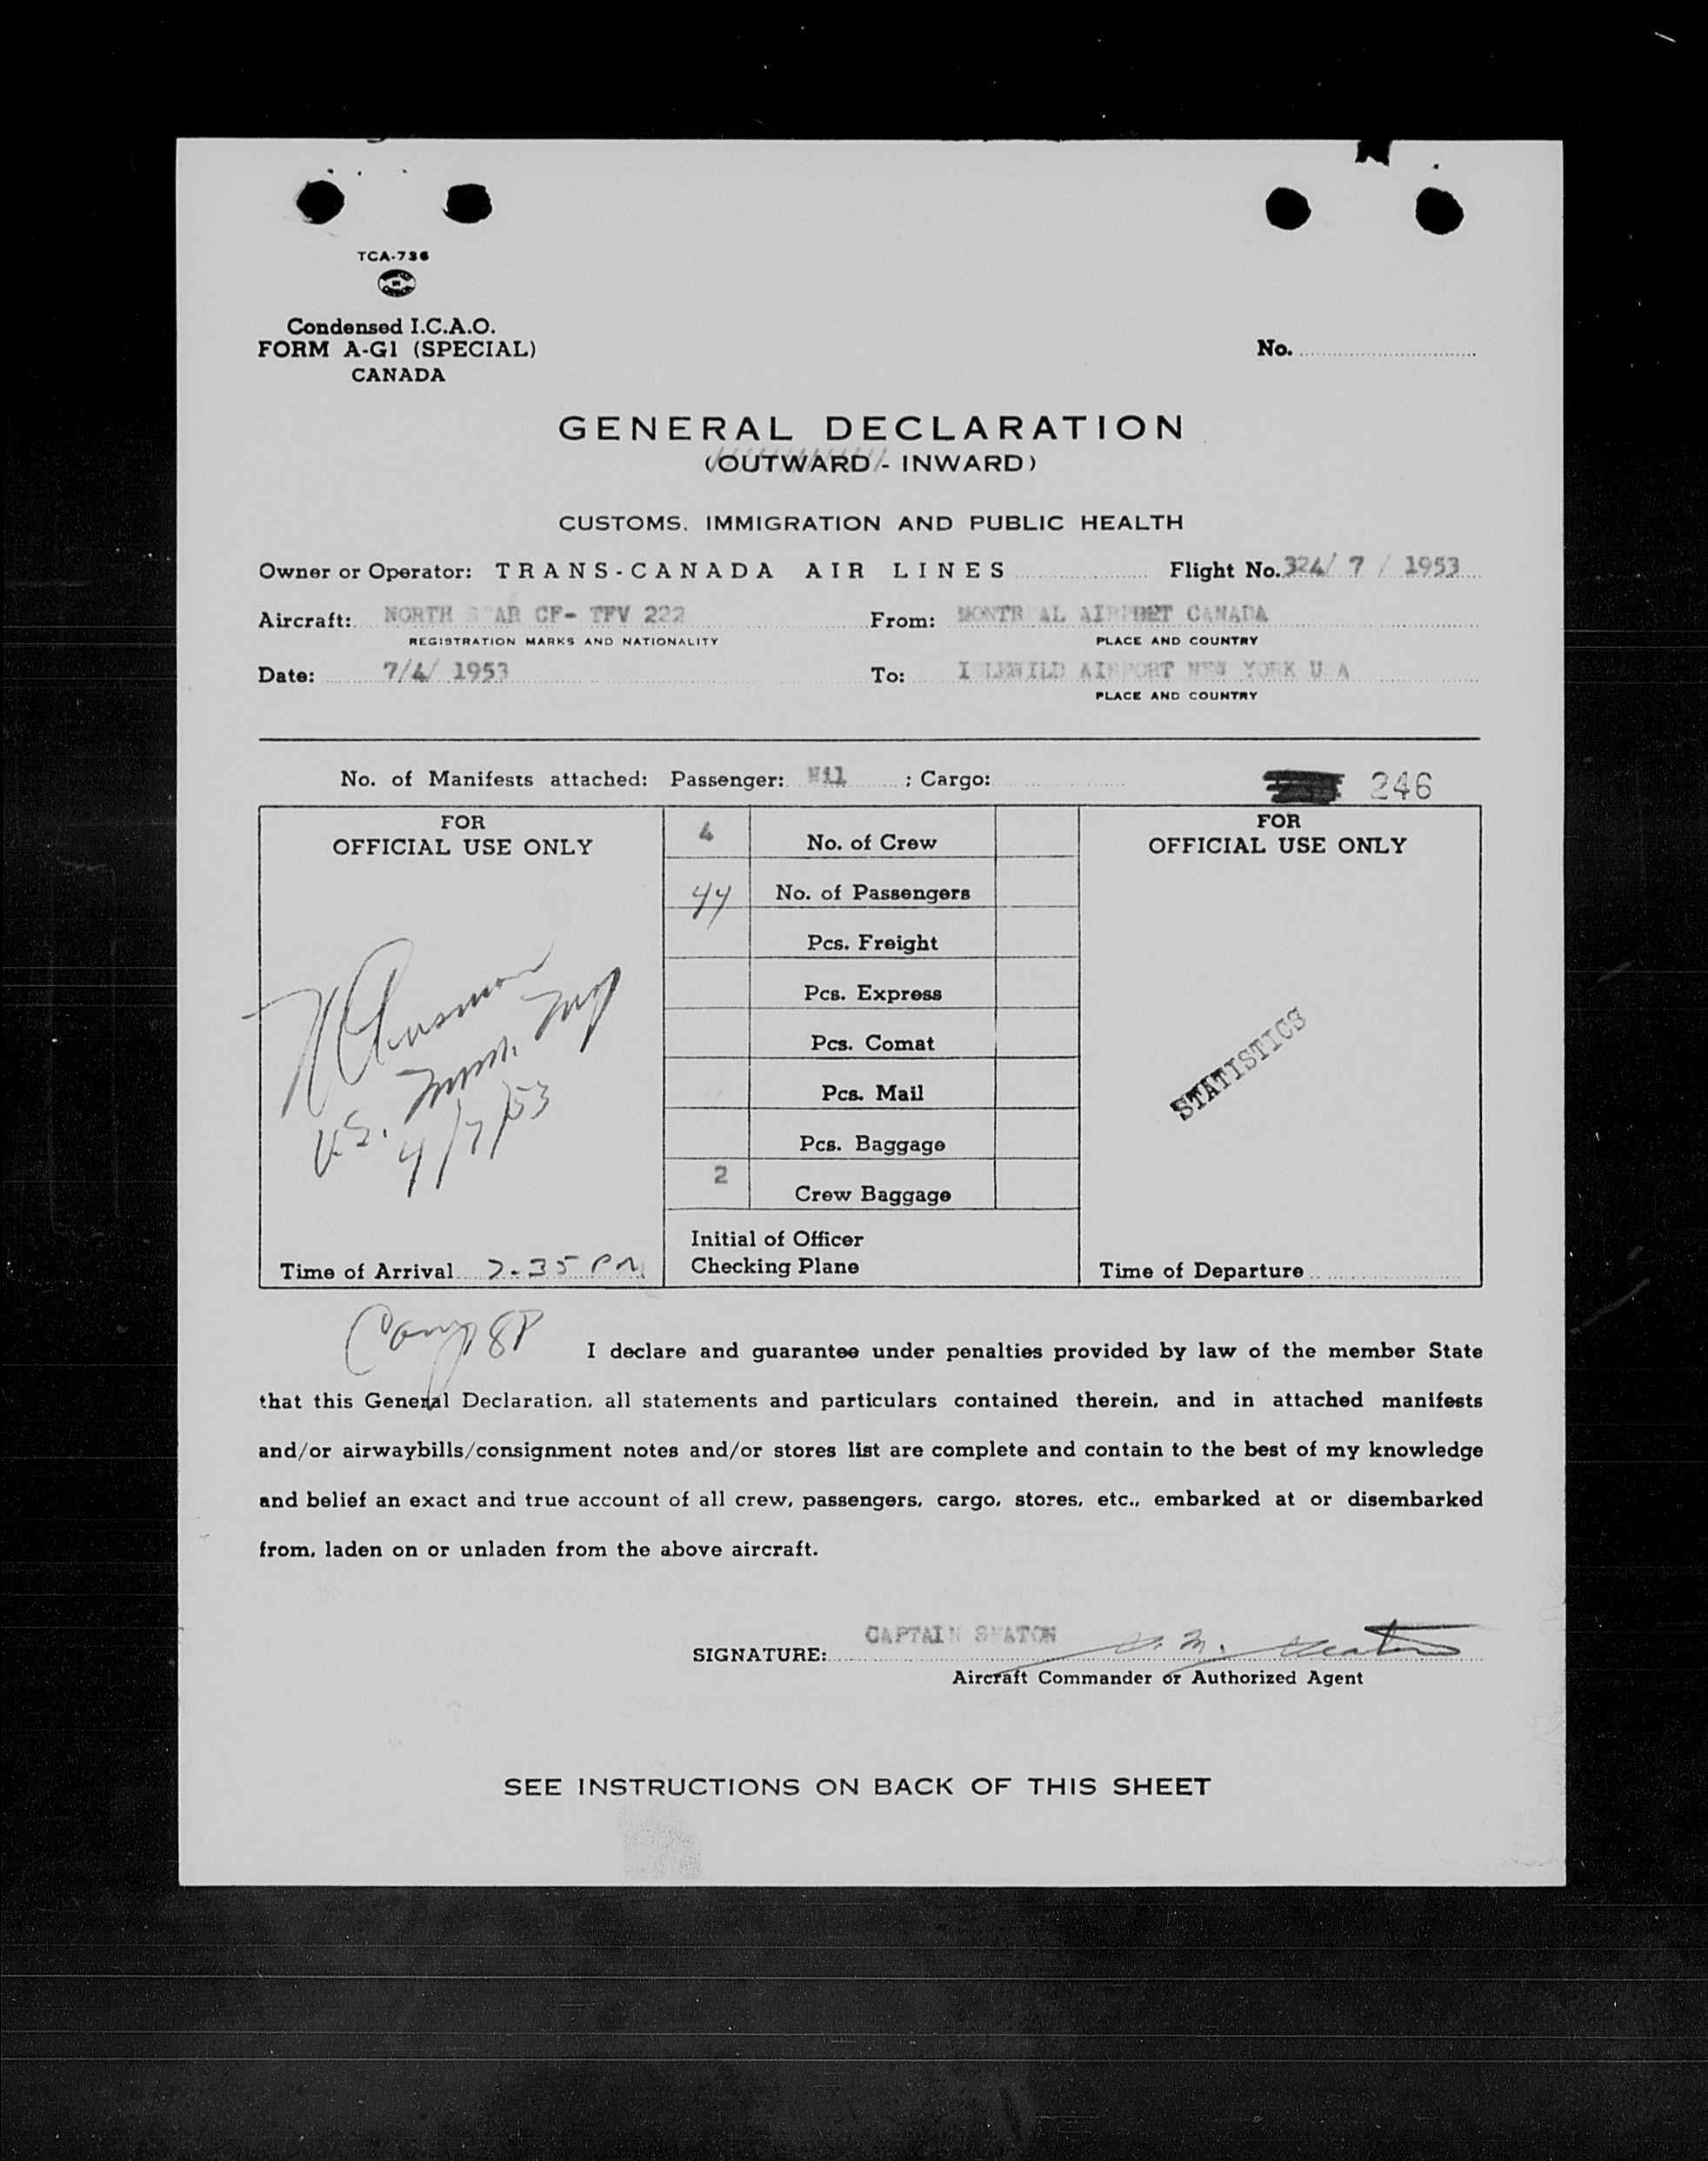 TCA-736
Condensed I.C.A.O.
FORM A-G1 (SPECIAL)
CANADA
No.
GENERAL DECLARATION
(OUTWARD - INWARD)
CUSTOMS, IMMIGRATION AND PUBLIC HEALTH
Owner or Operator: TRANS-CANADA AIR LINES Flight No. 324/ 7 / 1953
Aircraft: NORTH STAR CF- TFV 222 From: MONTREAL CANADA
REGISTRATION MARKS AND NATIONALITY PLACE AND COUNTRY
Date: 7/4/ 1953 To: IDLEWILD AIRPORT NEW YORK U A
PLACE AND COUNTRY
No. of Manifests attached: Passenger: Nil ; Cargo: 246
FOR
OFFICIAL USE ONLY
U.S. Imm. Insp
4/7/53
Time of Arrival 7-35 PM
4 No. of Crew
44 No. of Passengers
Pcs. Freight
Pcs. Express
Pcs. Comat
Pcs. Mail
Pcs. Baggage
2 Crew Baggage
Initial of Officer
Checking Plane
FOR
OFFICIAL USE ONLY
STATISTICS
Time of Departure
I declare and guarantee under penalties provided by law of the member State
that this General Declaration, all statements and particulars contained therein, and in attached manifests
and/or airwaybills/consignment notes and/or stores list are complete and contain to the best of my knowledge
and belief an exact and true account of all crew, passengers, cargo, stores, etc., embarked at or disembarked
from, laden on or unladen from the above aircraft.
CAPTAIN SEATON
SIGNATURE: Seaton
Aircraft Commander or Authorized Agent
SEE INSTRUCTIONS ON BACK OF THIS SHEET